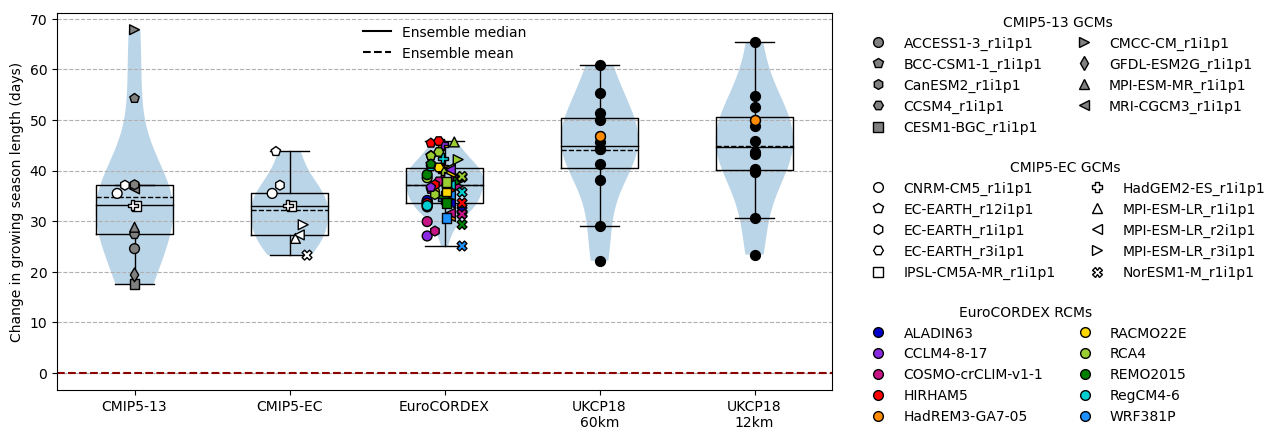 Change in growing season length (days)
70
60
50
40
30
20
10
0
Ensemble median
Ensemble mean
CMIP5-13
CMIP5-EC
EuroCORDEX
UKCP18
60km
UKCP18
12km
CMIP5-13 GCMs
ACCESS1-3_r1i1p1
BCC-CSM1-1_r1i1p1
CanESM2_r1i1p1
CCSM4_r1i1p1
CESM1-BGC_r1i1p1
CMCC-CM_r1i1p1
GFDL-ESM2G_r1i1p1
MPI-ESM-MR_r1i1p1
MRI-CGCM3_r1i1p1
CMIP5-EC GCMs
CNRM-CM5_r1i1p1
EC-EARTH_r12i1p1
EC-EARTH_r1i1p1
EC-EARTH_r3i1p1
IPSL-CM5A-MR_r1i1p1
HadGEM2-ES_r1i1p1
MPI-ESM-LR_r1i1p1
MPI-ESM-LR_r2i1p1
MPI-ESM-LR_r3i1p1
NorESM1-M_r1i1p1
EuroCORDEX RCMs
ALADIN63
CCLM4-8-17
COSMO-crCLIM-v1-1
HIRHAM5
HadREM3-GA7-05
RACMO22E
RCA4
REMO2015
RegCM4-6
WRF381P